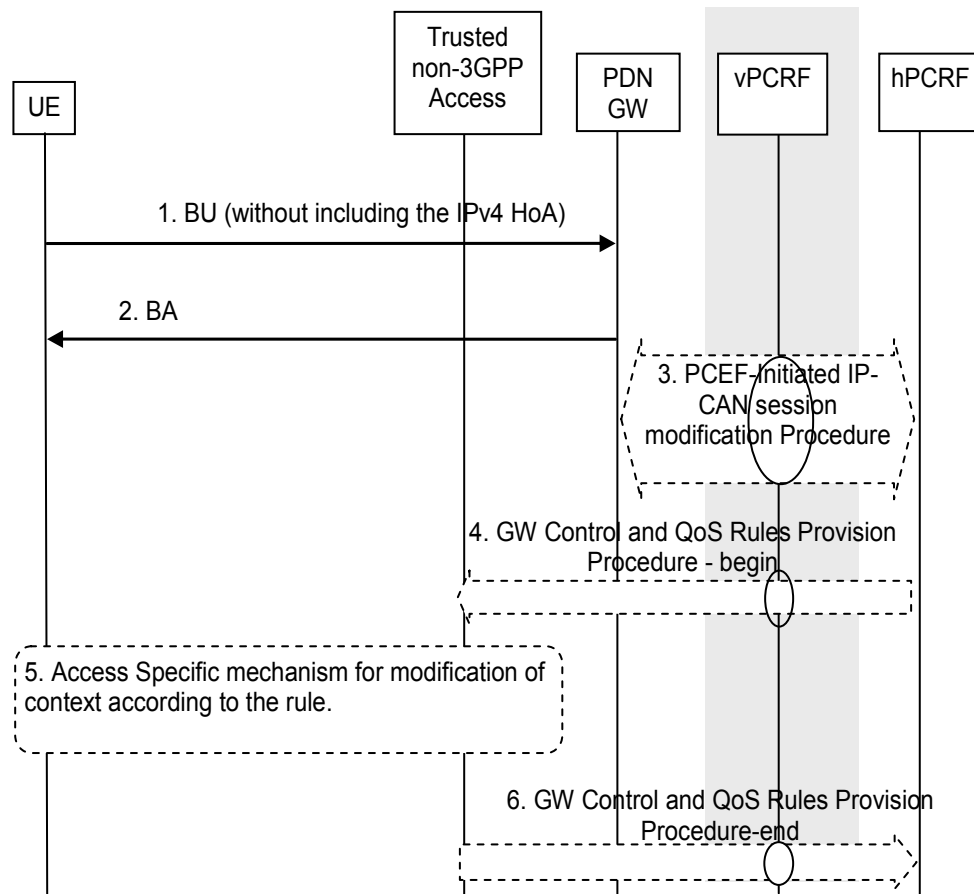 UE
Trusted
non-3GPP
Access
PDN
GW
vPCRF
hPCRF
1. BU (without including the IPv4 HoA)
2. BA
3. PCEF-Initiated IP-
CAN session
modification Procedure
4. GW Control and QoS Rules Provision
Procedure - begin
5. Access Specific mechanism for modification of
context according to the rule.
6. GW Control and QoS Rules Provision
Procedure-end